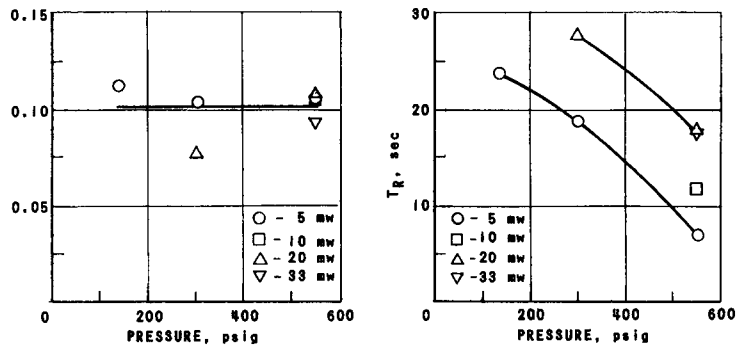 0.15
0.10
0.05
0.00
○ - 5 mw
□ - 10 mw
△ - 20 mw
▽ - 33 mw
0 200 400 600
PRESSURE, psig
30
20
10
T_R, sec
○ - 5 mw
□ - 10 mw
△ - 20 mw
▽ - 33 mw
0 200 400 600
PRESSURE, psig